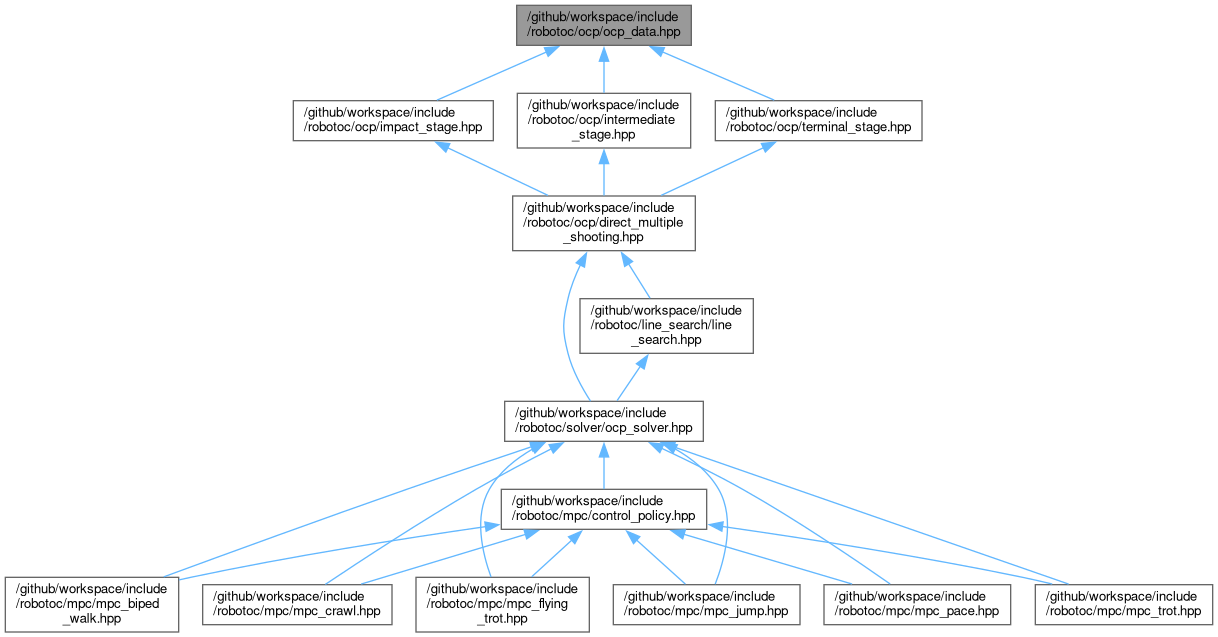 /github/workspace/include
/robotoc/ocp/ocp_data.hpp
/github/workspace/include
/robotoc/ocp/impact_stage.hpp
/github/workspace/include
/robotoc/ocp/intermediate
_stage.hpp
/github/workspace/include
/robotoc/ocp/terminal_stage.hpp
/github/workspace/include
/robotoc/ocp/direct_multiple
_shooting.hpp
/github/workspace/include
/robotoc/line_search/line
_search.hpp
/github/workspace/include
/robotoc/solver/ocp_solver.hpp
/github/workspace/include
/robotoc/mpc/control_policy.hpp
/github/workspace/include
/robotoc/mpc/mpc_biped
_walk.hpp
/github/workspace/include
/robotoc/mpc/mpc_crawl.hpp
/github/workspace/include
/robotoc/mpc/mpc_flying
_trot.hpp
/github/workspace/include
/robotoc/mpc/mpc_jump.hpp
/github/workspace/include
/robotoc/mpc/mpc_pace.hpp
/github/workspace/include
/robotoc/mpc/mpc_trot.hpp